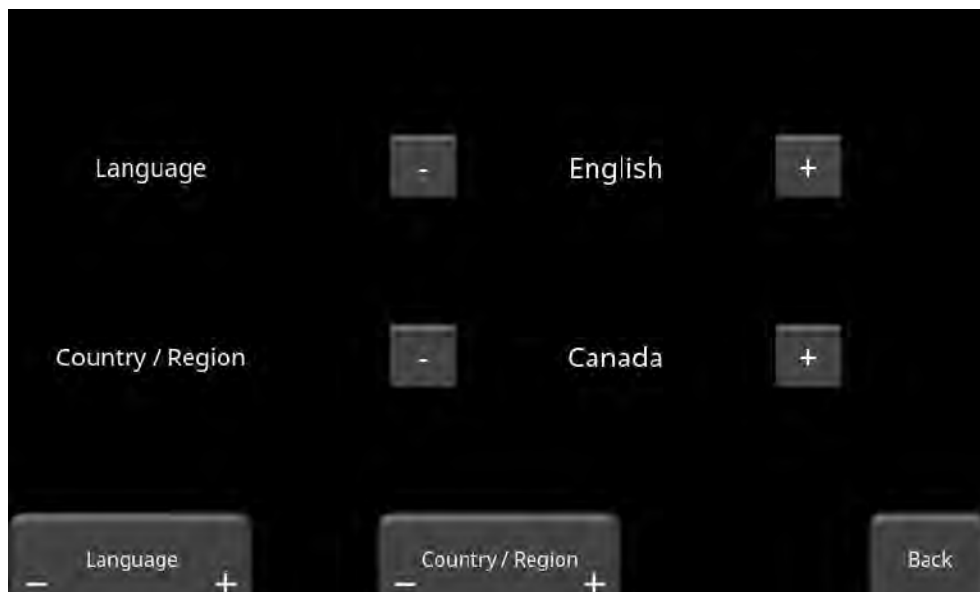 Language - English +
Country / Region - Canada +
Language
- +
Country / Region
- +
Back